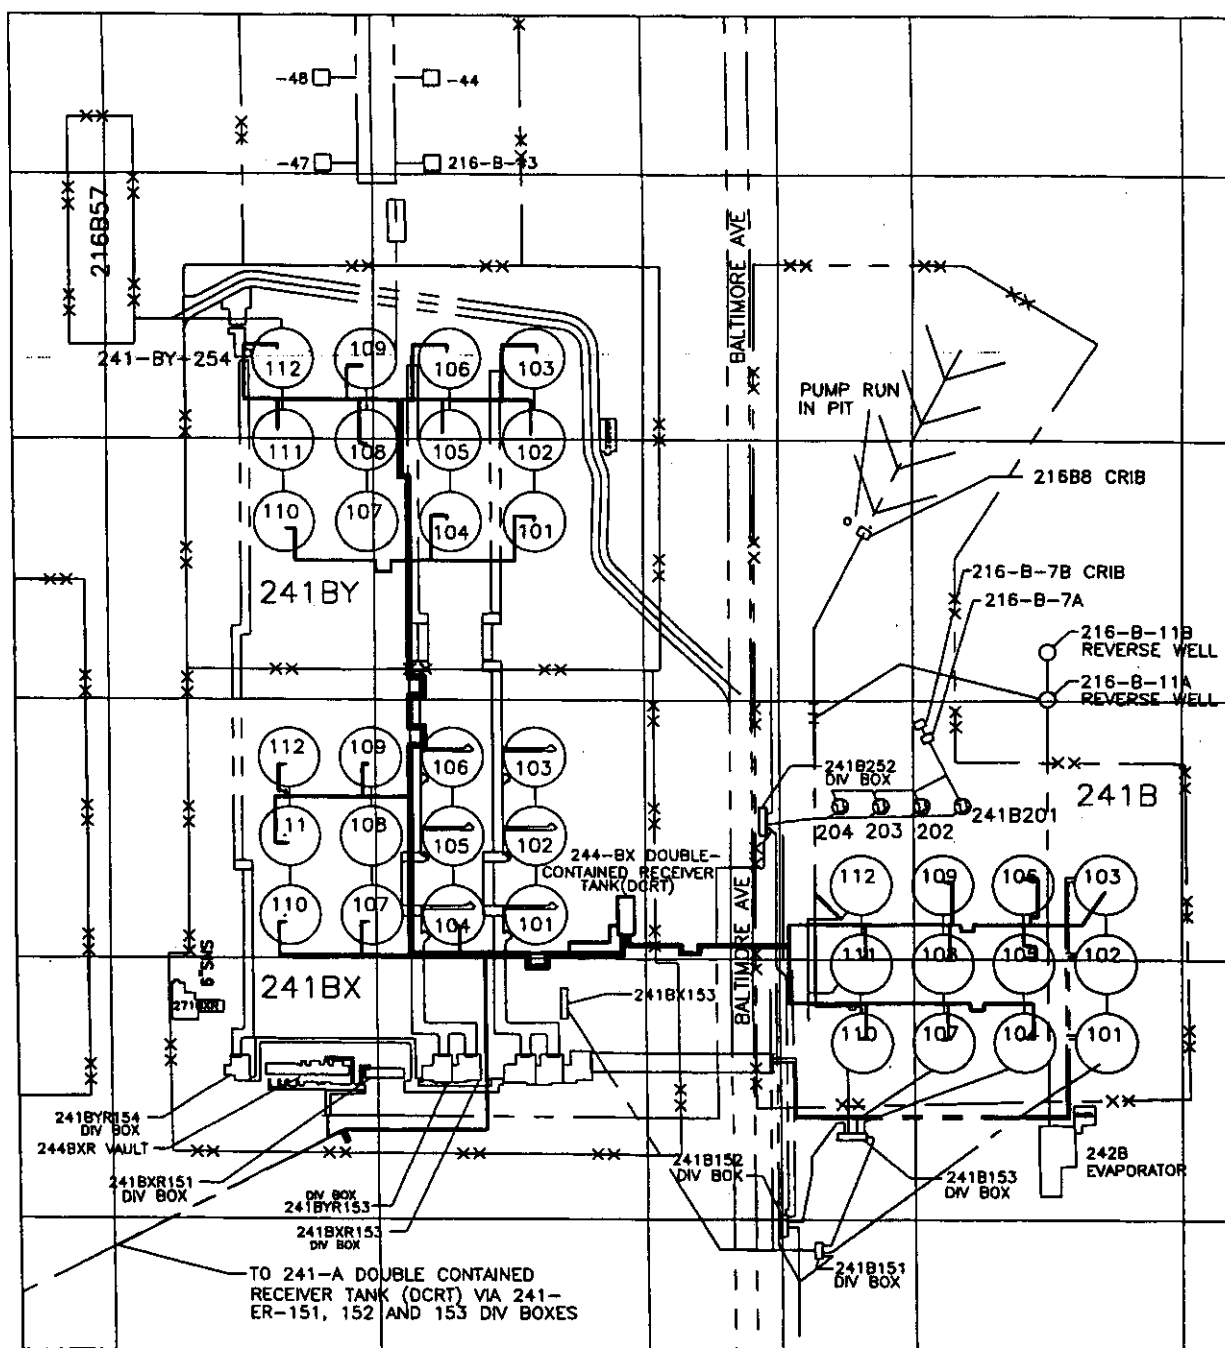 -48
-44
-47
216-B-43
216B57
BALTIMORE AVE
241-BY-254
112
109
106
103
PUMP RUN
IN PIT
111
108
105
102
216B8 CRIB
110
107
104
101
241BY
216-B-7B CRIB
216-B-7A
216-B-11B
REVERSE WELL
216-B-11A
REVERSE WELL
112
109
106
103
241B252
DIV BOX
241B
204
203
202
241B201
111
108
105
102
244-BX DOUBLE-
CONTAINED RECEIVER
TANK(DCRT)
112
109
106
103
110
107
104
101
BALTIMORE AVE
111
108
105
102
6"SNS
241BX
271BXR
241BX153
110
107
104
101
241BYR154
DIV BOX
244BXR VAULT
241BXR151
DIV BOX
DIV BOX
241BYR153
241BXR153
DIV BOX
241B152
DIV BOX
241B153
DIV BOX
242B
EVAPORATOR
241B151
DIV BOX
TO 241-A DOUBLE CONTAINED
RECEIVER TANK (DCRT) VIA 241-
ER-151, 152 AND 153 DIV BOXES